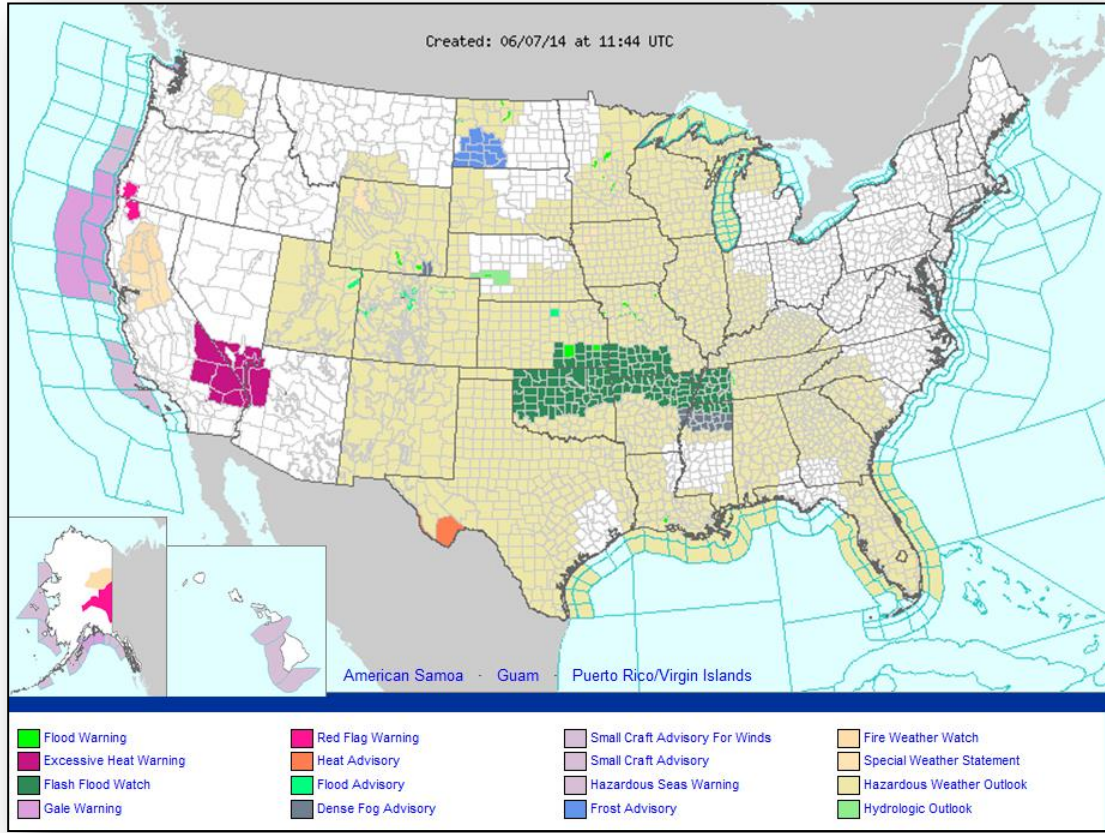 Created: 06/07/14 at 11:44 UTC
American Samoa · Guam · Puerto Rico/Virgin Islands
Flood Warning Red Flag Warning Small Craft Advisory For Winds Fire Weather Watch
Excessive Heat Warning Heat Advisory Small Craft Advisory Special Weather Statement
Flash Flood Watch Flood Advisory Hazardous Seas Warning Hazardous Weather Outlook
Gale Warning Dense Fog Advisory Frost Advisory Hydrologic Outlook